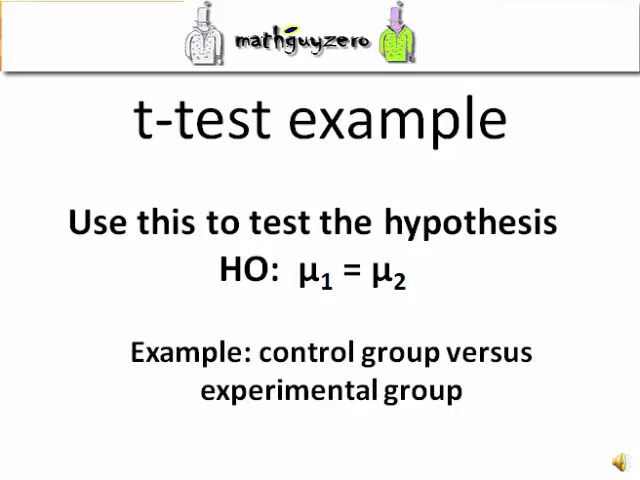 mathguyzero
t-test example
Use this to test the hypothesis
HO: μ₁ = μ₂
Example: control group versus
experimental group